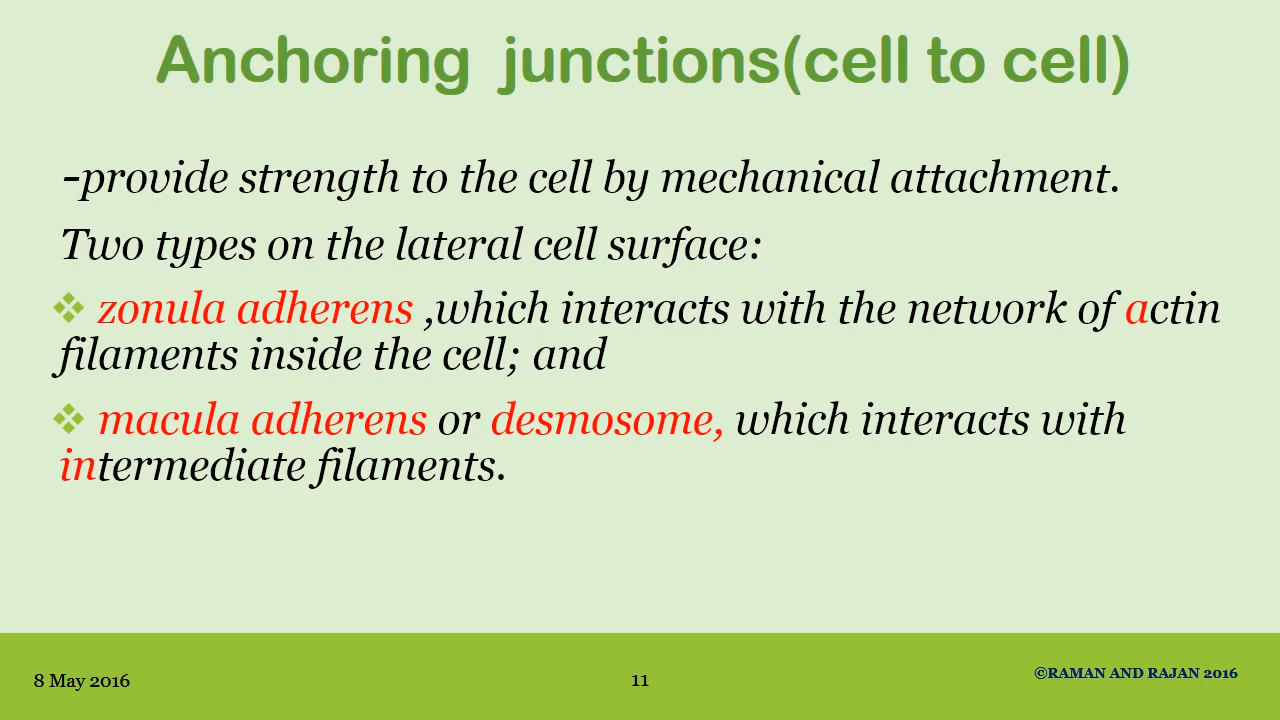 Anchoring junctions(cell to cell)
-provide strength to the cell by mechanical attachment.
Two types on the lateral cell surface:
❖ zonula adherens ,which interacts with the network of actin
filaments inside the cell; and
❖ macula adherens or desmosome, which interacts with
intermediate filaments.
8 May 2016
11
©RAMAN AND RAJAN 2016